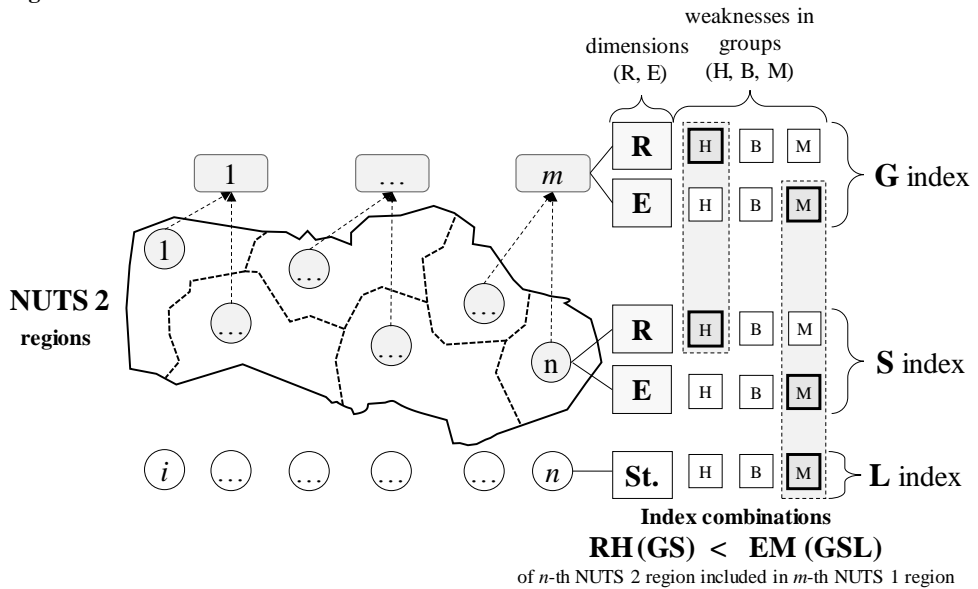 weaknesses in
groups
(H, B, M)
dimensions
(R, E)
1
...
m
R H B M
E H B M
G index
1
...
...
...
...
...
n
NUTS 2
regions
R H B M
E H B M
S index
i ... ... ... ... n St. H B M
L index
Index combinations
RH (GS) < EM (GSL)
of n-th NUTS 2 region included in m-th NUTS 1 region